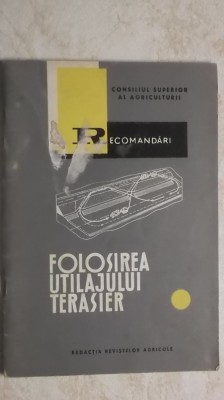 CONSILIUL SUPERIOR
AL AGRICULTURII
RECOMANDĂRI
FOLOSIREA
UTILAJULUI
TERASIER
REDACȚIA REVISTELOR AGRICOLE